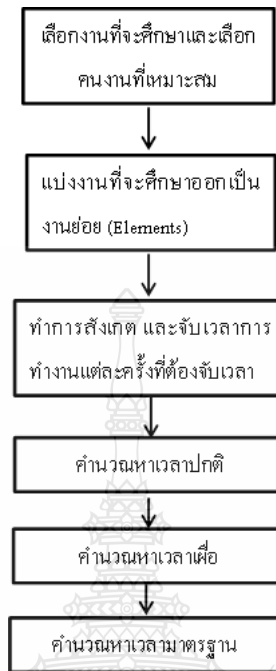 เลือกงานที่จะศึกษาและเลือก
คนงานที่เหมาะสม
แบ่งงานที่จะศึกษาออกเป็น
งานย่อย (Elements)
ทำการสังเกต และจับเวลาการ
ทำงานแต่ละครั้งที่ต้องจับเวลา
คำนวณหาเวลาปกติ
คำนวณหาเวลาเผื่อ
คำนวณหาเวลามาตรฐาน